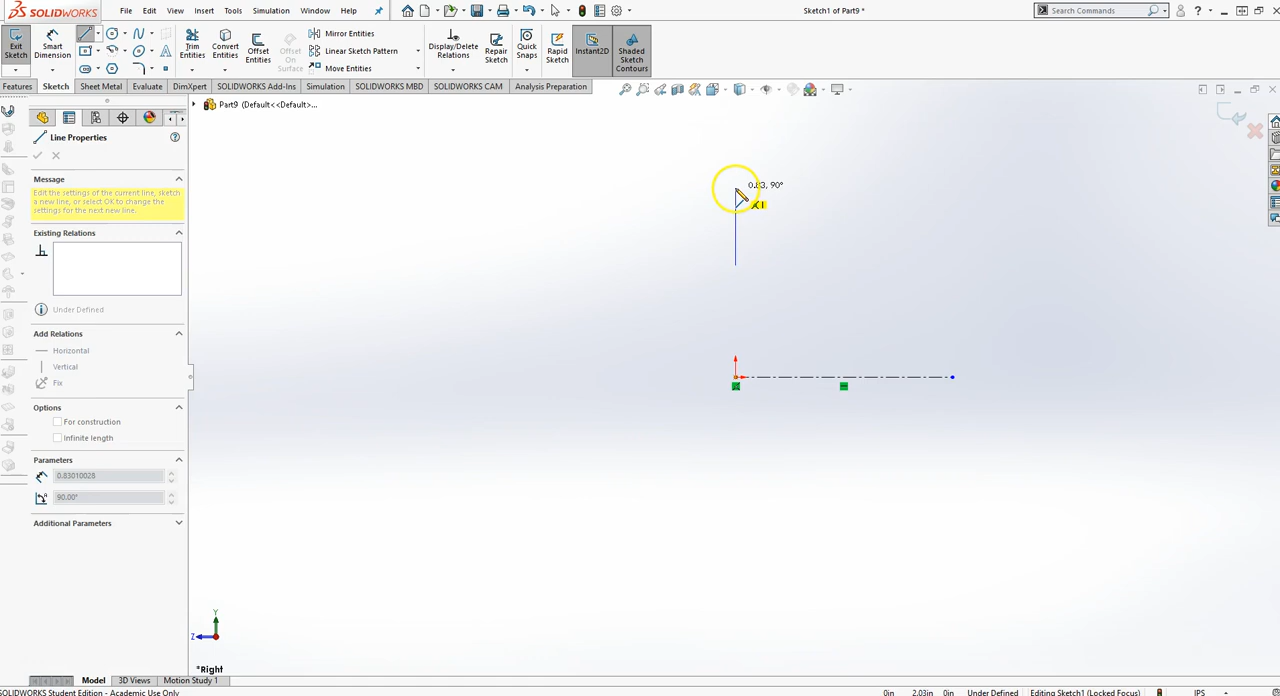 SOLIDWORKS
File Edit View Insert Tools Simulation Window Help
Sketch1 of Part9 *
Search Commands
Exit Sketch
Smart Dimension
Trim Entities
Convert Entities
Offset Entities
Offset On Surface
Mirror Entities
Linear Sketch Pattern
Move Entities
Display/Delete Relations
Repair Sketch
Quick Snaps
Rapid Sketch
Instant2D
Shaded Sketch Contours
Features Sketch Sheet Metal Evaluate DimXpert SOLIDWORKS Add-Ins Simulation SOLIDWORKS MBD SOLIDWORKS CAM Analysis Preparation
Part9 (Default<<Default>...
Line Properties
Message
Edit the settings of the current line, sketch
a new line, or select OK to change the
settings for the next new line.
Existing Relations
Under Defined
Add Relations
Horizontal
Vertical
Fix
Options
For construction
Infinite length
Parameters
0.83010028
90.00°
Additional Parameters
0.83, 90°
Y
Z
*Right
Model 3D Views Motion Study 1
SOLIDWORKS Student Edition - Academic Use Only
0in 2.03in 0in Under Defined Editing Sketch1 (Locked Focus) IPS